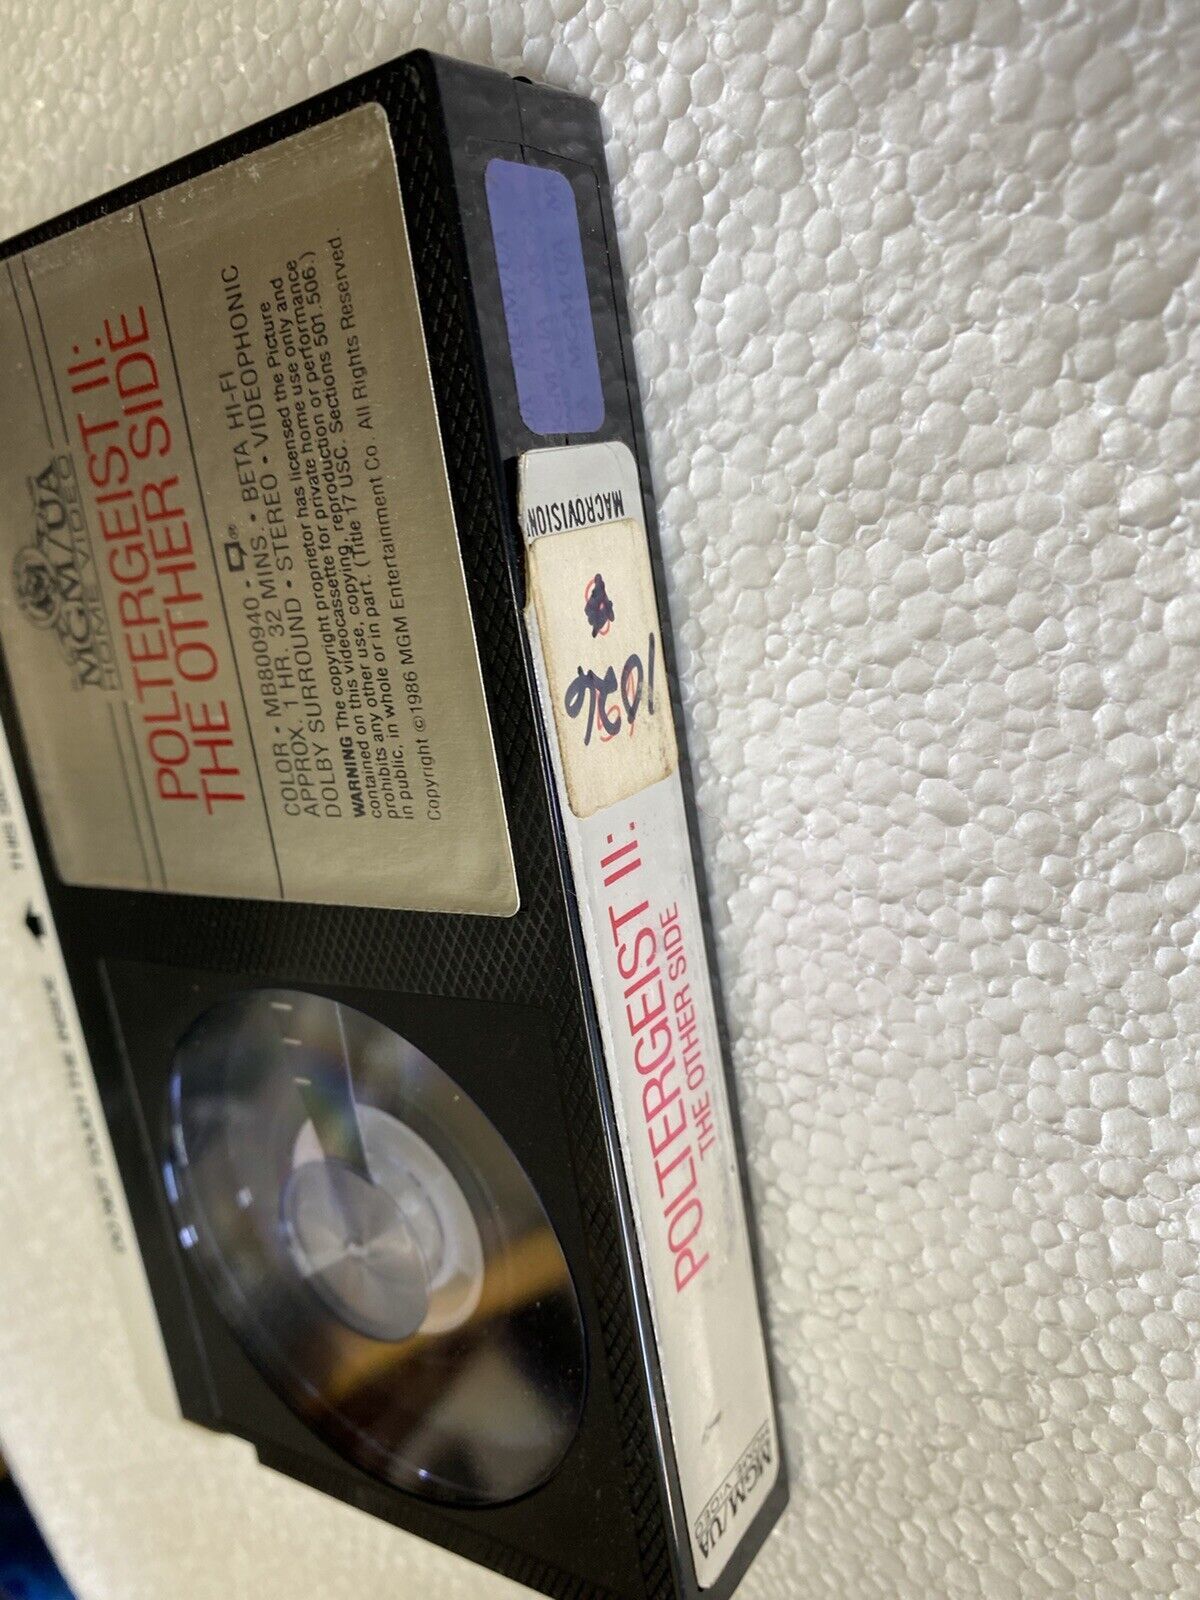 MGM/UA
HOME VIDEO
POLTERGEIST II:
THE OTHER SIDE
COLOR • MB800940 • BETA HI-FI
APPROX. 1 HR. 32 MINS. • STEREO • VIDEOPHONIC
DOLBY SURROUND •
WARNING The copyright proprietor has licensed the Picture
contained on this videocassette for private home use only and
prohibits any other use, copying, reproduction or performance
in public, in whole or in part. (Title 17 USC. Sections 501.506.)
Copyright ©1986 MGM Entertainment Co. All Rights Reserved.
MACROVISION
1026
POLTERGEIST II:
THE OTHER SIDE
MGM/UA
HOME VIDEO